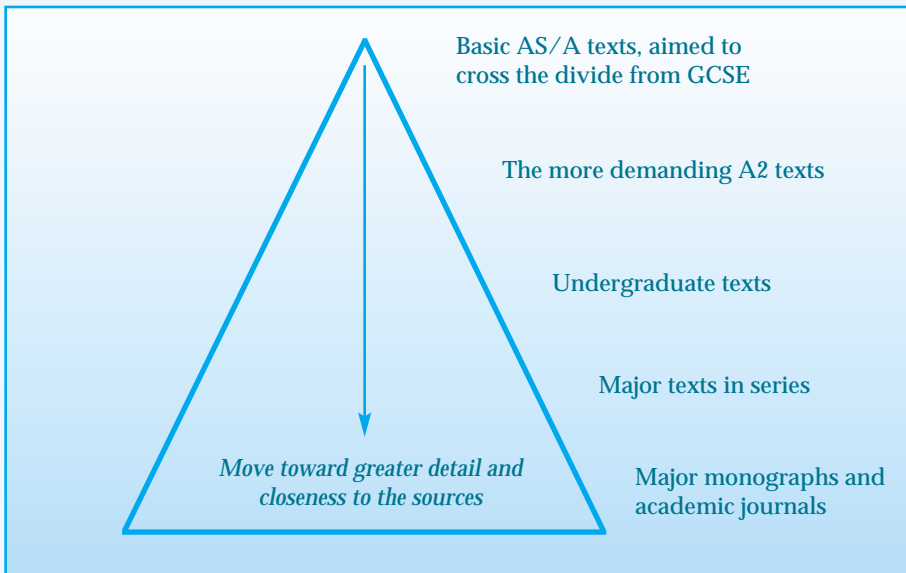 Basic AS/A texts, aimed to
cross the divide from GCSE
The more demanding A2 texts
Undergraduate texts
Major texts in series
Move toward greater detail and
closeness to the sources
Major monographs and
academic journals